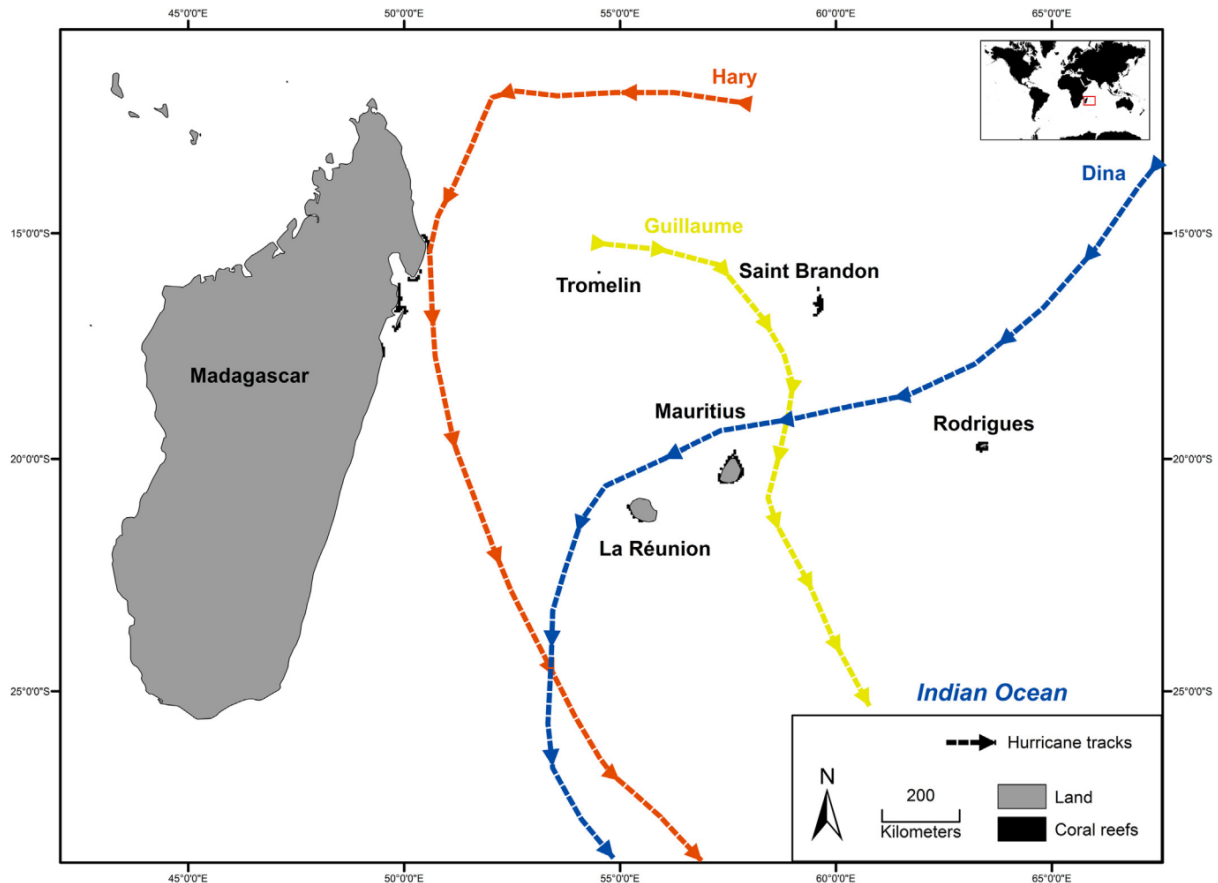 45°0'0"E 50°0'0"E 55°0'0"E 60°0'0"E 65°0'0"E
Hary
Dina
15°0'0"S
Guillaume
15°0'0"S
Saint Brandon
Tromelin
Madagascar
Mauritius
Rodrigues
20°0'0"S
20°0'0"S
La Réunion
25°0'0"S
Indian Ocean
25°0'0"S
Hurricane tracks
N
200
Kilometers
Land
Coral reefs
45°0'0"E 50°0'0"E 55°0'0"E 60°0'0"E 65°0'0"E